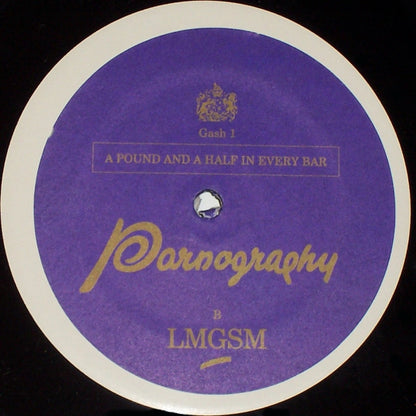 Gash 1
A POUND AND A HALF IN EVERY BAR
Pornography
B
LMGSM